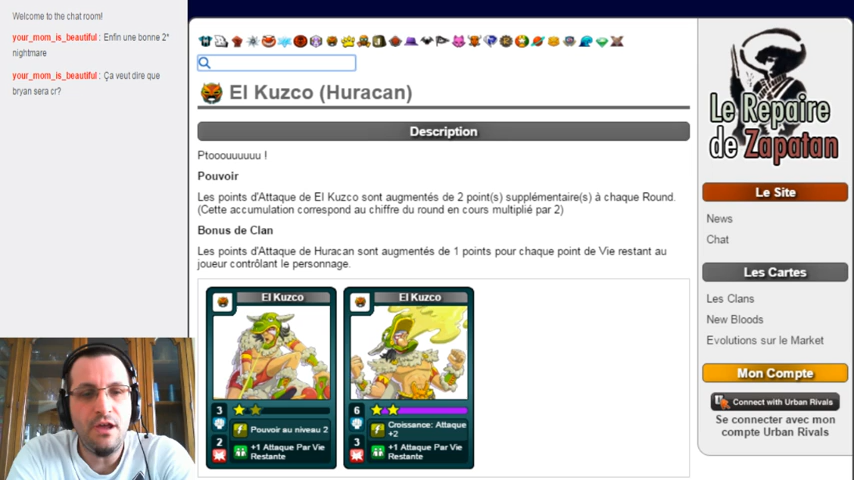 Welcome to the chat room!
your_mom_is_beautiful : Enfin une bonne 2*
nightmare
your_mom_is_beautiful : Ça veut dire que
bryan sera cr?
El Kuzco (Huracan)
Description
Ptooouuuuuu !
Pouvoir
Les points d'Attaque de El Kuzco sont augmentés de 2 point(s) supplémentaire(s) à chaque Round.
(Cette accumulation correspond au chiffre du round en cours multiplié par 2)
Bonus de Clan
Les points d'Attaque de Huracan sont augmentés de 1 points pour chaque point de Vie restant au
joueur contrôlant le personnage.
El Kuzco
3
Pouvoir au niveau 2
2
+1 Attaque Par Vie
Restante
El Kuzco
6
Croissance: Attaque
+2
3
+1 Attaque Par Vie
Restante
Le Repaire
de Zapatan
Le Site
News
Chat
Les Cartes
Les Clans
New Bloods
Evolutions sur le Market
Mon Compte
Connect with Urban Rivals
Se connecter avec mon
compte Urban Rivals